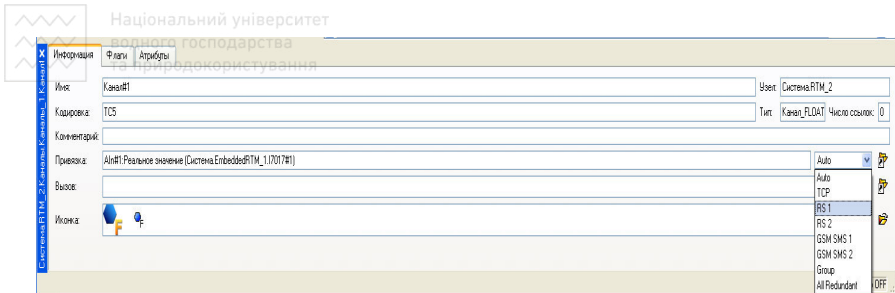 Національний університет
водного господарства
та природокористування
Информация Флаги Атрибуты
Имя: Канал#1 Узел: Система.RTM_2
Кодировка: TC5 Тип: Канал_FLOAT Число ссылок: 0
Комментарий:
Привязка: AIn#1:Реальное значение (Система.EmbeddedRTM_1.I7017#1) Auto
Вызов:
Иконка: F F
Auto
TCP
RS 1
RS 2
GSM SMS 1
GSM SMS 2
Group
All Redundant
OFF
Система.RTM_2.Каналы.Каналы_1.Канал